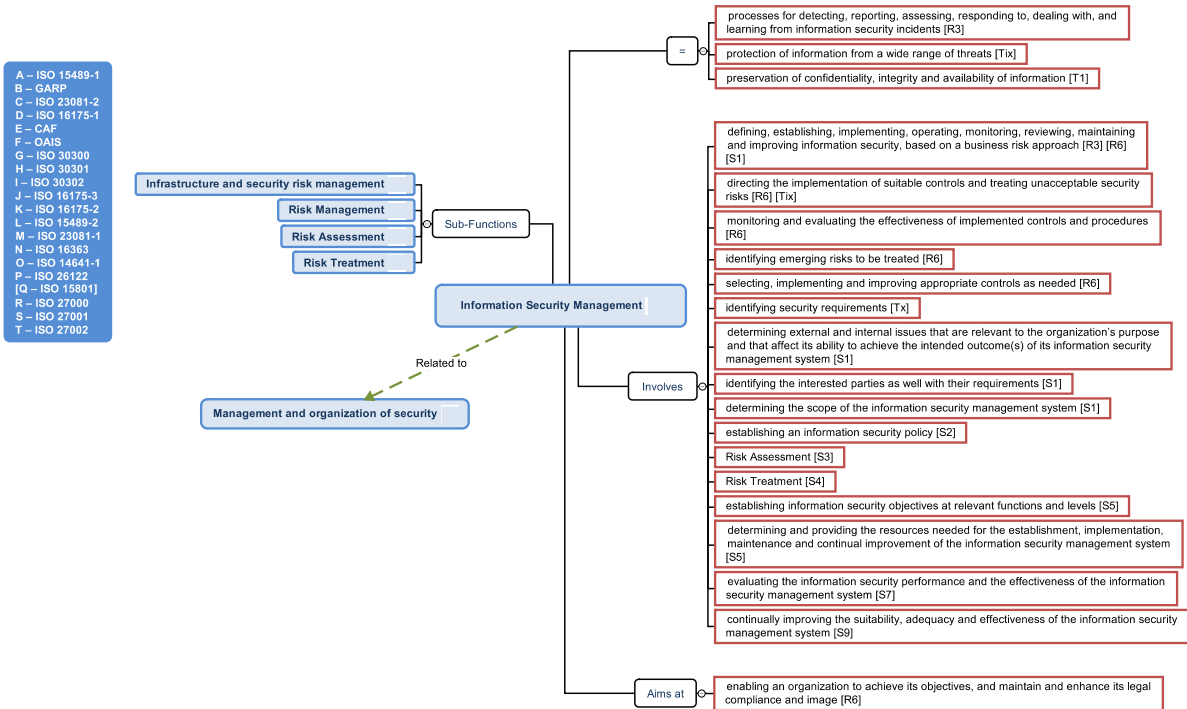 A – ISO 15489-1
B – GARP
C – ISO 23081-2
D – ISO 16175-1
E – CAF
F – OAIS
G – ISO 30300
H – ISO 30301
I – ISO 30302
J – ISO 16175-3
K – ISO 16175-2
L – ISO 15489-2
M – ISO 23081-1
N – ISO 16363
O – ISO 14641-1
P – ISO 26122
[Q – ISO 15801]
R – ISO 27000
S – ISO 27001
T – ISO 27002
Infrastructure and security risk management
Risk Management
Risk Assessment
Risk Treatment
Sub-Functions
Information Security Management
Related to
Management and organization of security
=
processes for detecting, reporting, assessing, responding to, dealing with, and
learning from information security incidents [R3]
protection of information from a wide range of threats [Tix]
preservation of confidentiality, integrity and availability of information [T1]
Involves
defining, establishing, implementing, operating, monitoring, reviewing, maintaining
and improving information security, based on a business risk approach [R3] [R6]
[S1]
directing the implementation of suitable controls and treating unacceptable security
risks [R6] [Tix]
monitoring and evaluating the effectiveness of implemented controls and procedures
[R6]
identifying emerging risks to be treated [R6]
selecting, implementing and improving appropriate controls as needed [R6]
identifying security requirements [Tx]
determining external and internal issues that are relevant to the organization's purpose
and that affect its ability to achieve the intended outcome(s) of its information security
management system [S1]
identifying the interested parties as well with their requirements [S1]
determining the scope of the information security management system [S1]
establishing an information security policy [S2]
Risk Assessment [S3]
Risk Treatment [S4]
establishing information security objectives at relevant functions and levels [S5]
determining and providing the resources needed for the establishment, implementation,
maintenance and continual improvement of the information security management system
[S5]
evaluating the information security performance and the effectiveness of the information
security management system [S7]
continually improving the suitability, adequacy and effectiveness of the information security
management system [S9]
Aims at
enabling an organization to achieve its objectives, and maintain and enhance its legal
compliance and image [R6]